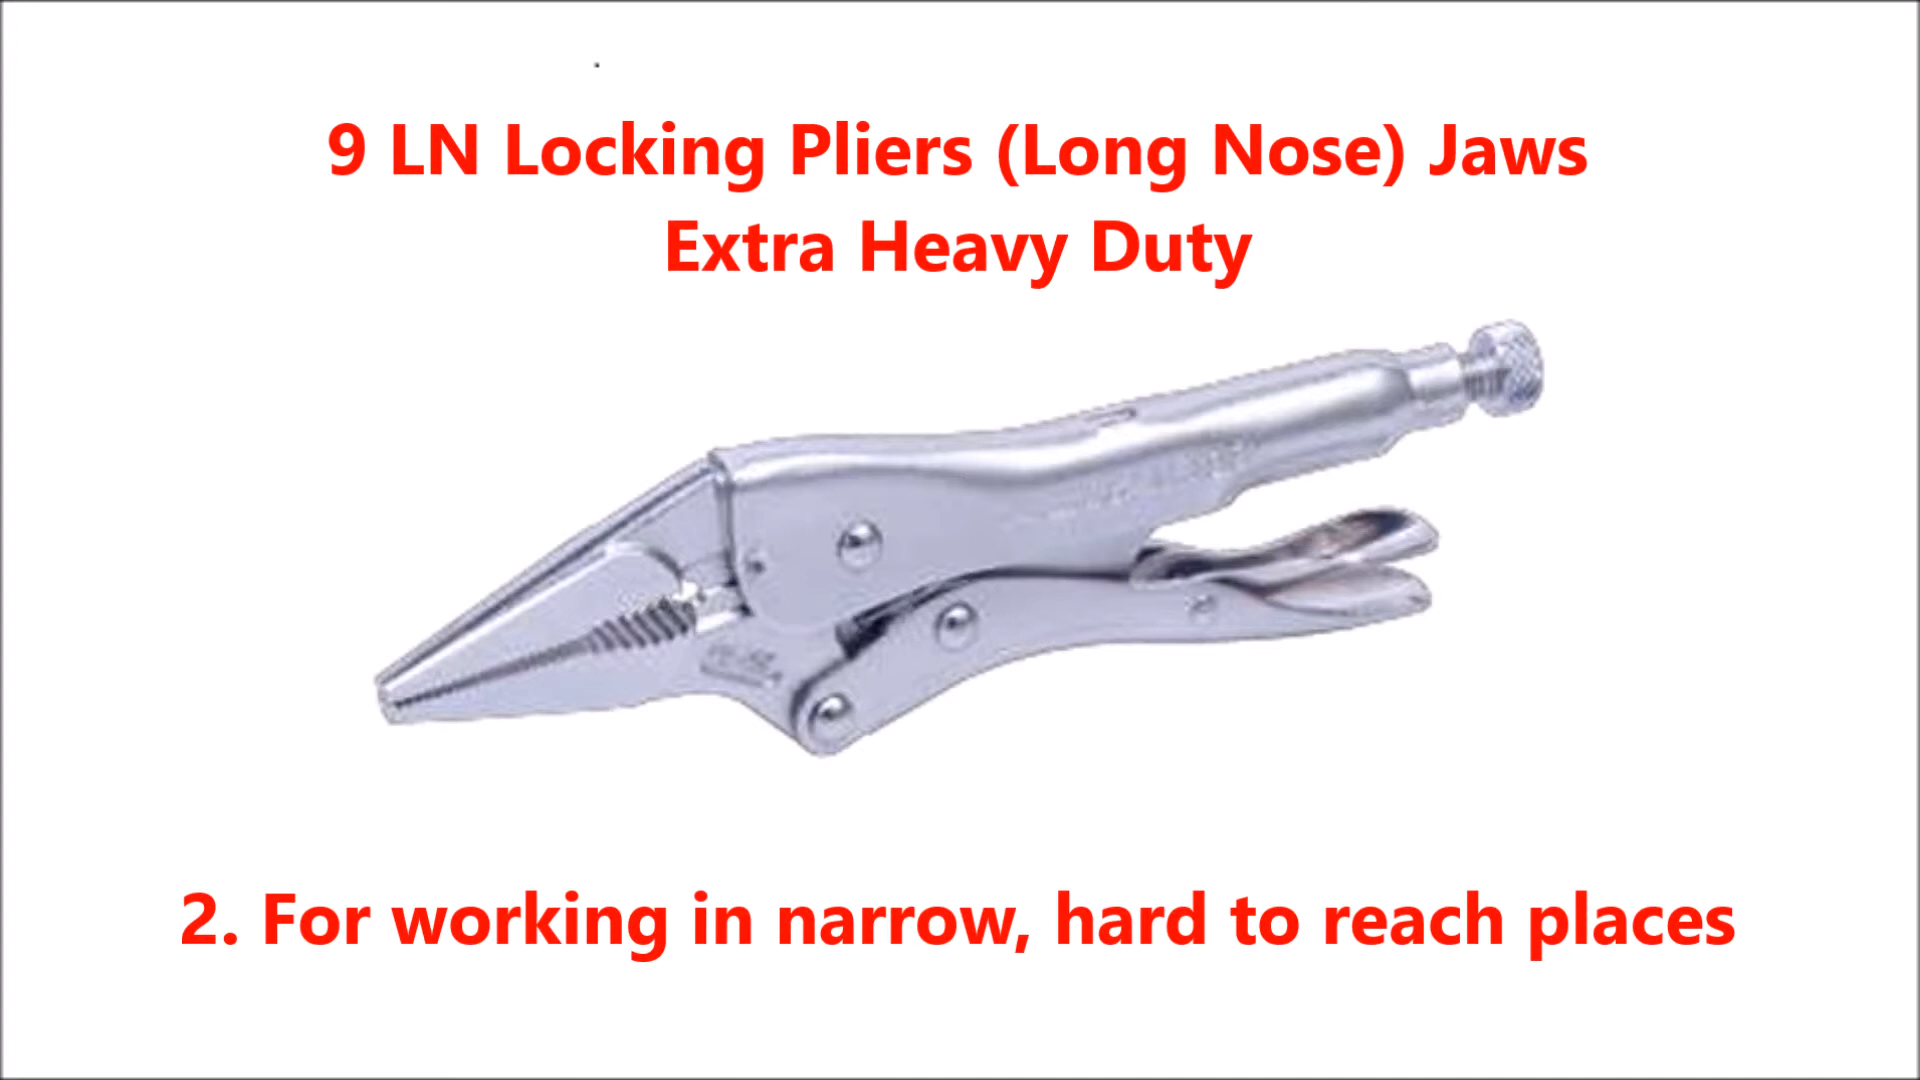 9 LN Locking Pliers (Long Nose) Jaws
Extra Heavy Duty
2. For working in narrow, hard to reach places